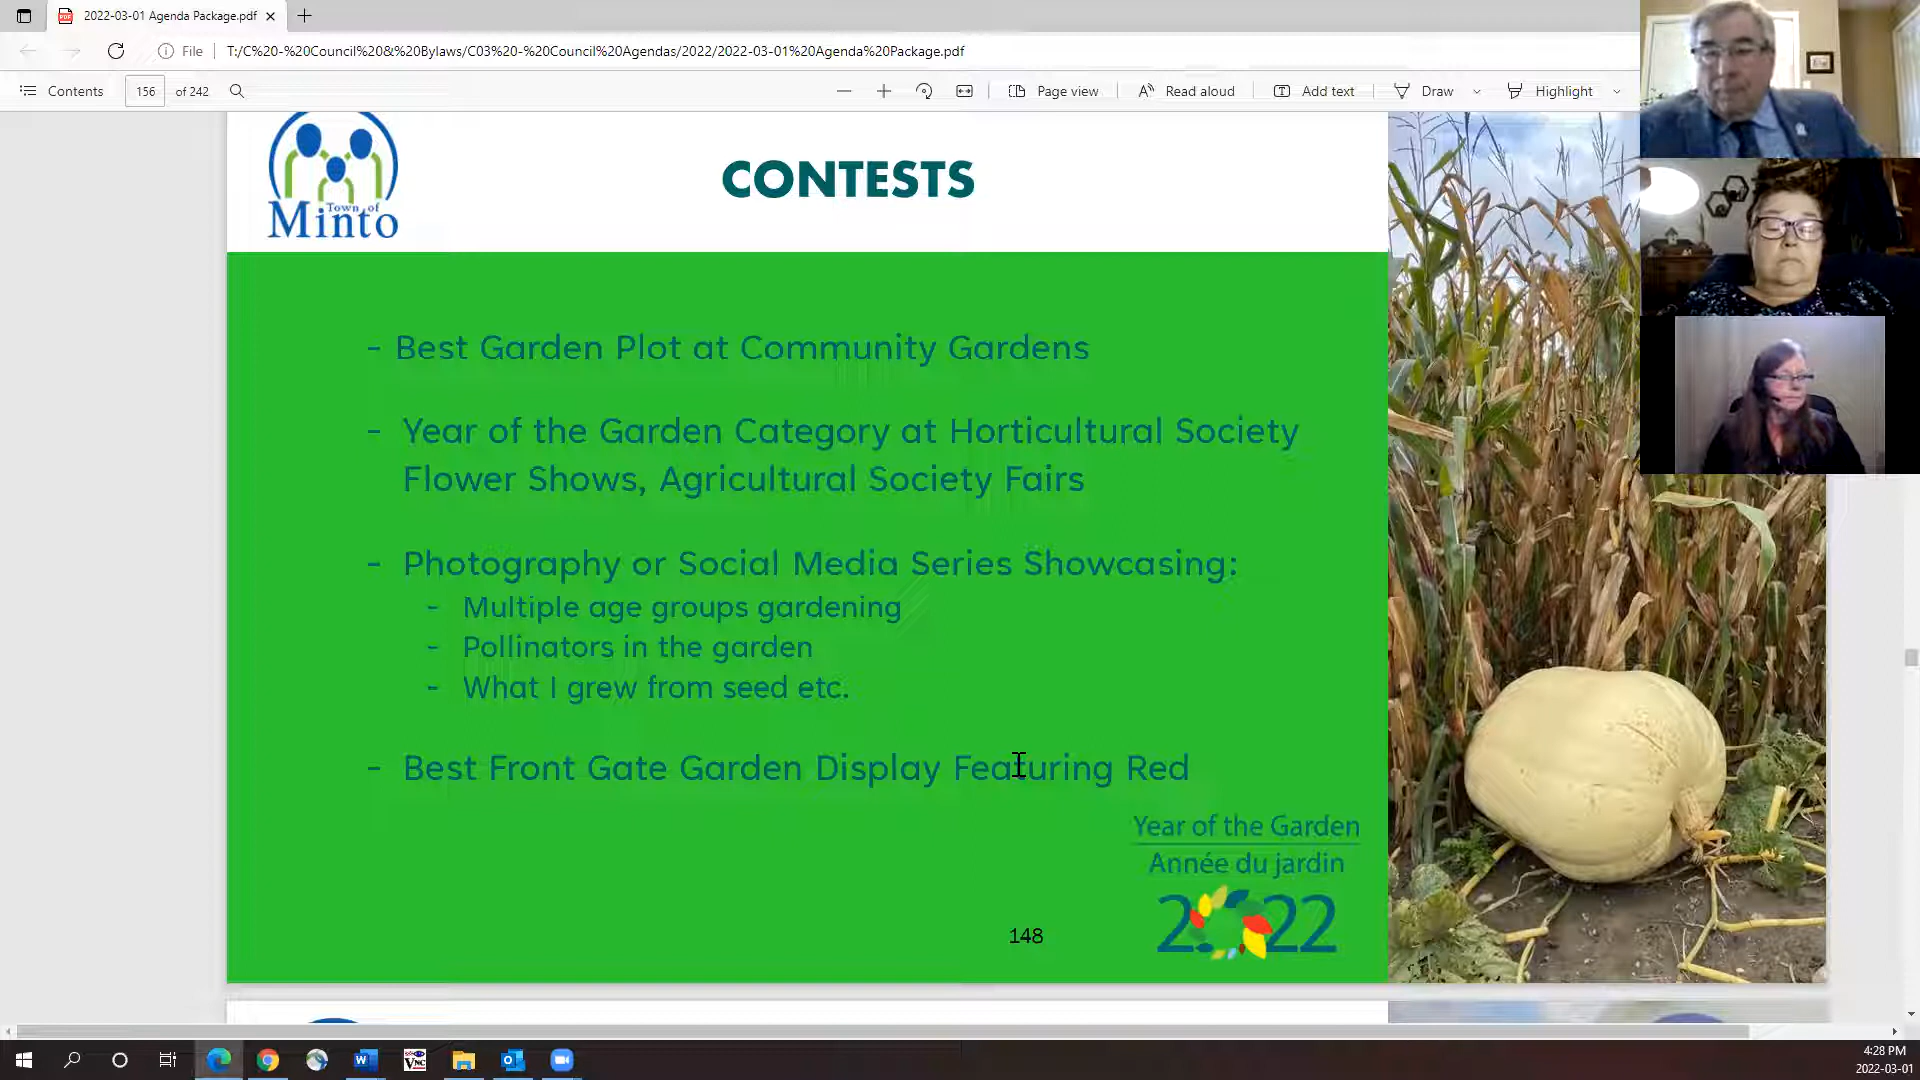 2022-03-01 Agenda Package.pdf
File
T:/C%20-%20Council%20&%20Bylaws/C03%20-%20Council%20Agendas/2022/2022-03-01%20Agenda%20Package.pdf
Contents
156 of 242
Page view
Read aloud
Add text
Draw
Highlight
Town of
Minto
CONTESTS
- Best Garden Plot at Community Gardens
- Year of the Garden Category at Horticultural Society
Flower Shows, Agricultural Society Fairs
- Photography or Social Media Series Showcasing:
- Multiple age groups gardening
- Pollinators in the garden
- What I grew from seed etc.
- Best Front Gate Garden Display Featuring Red
Year of the Garden
Année du jardin
2022
148
4:28 PM
2022-03-01